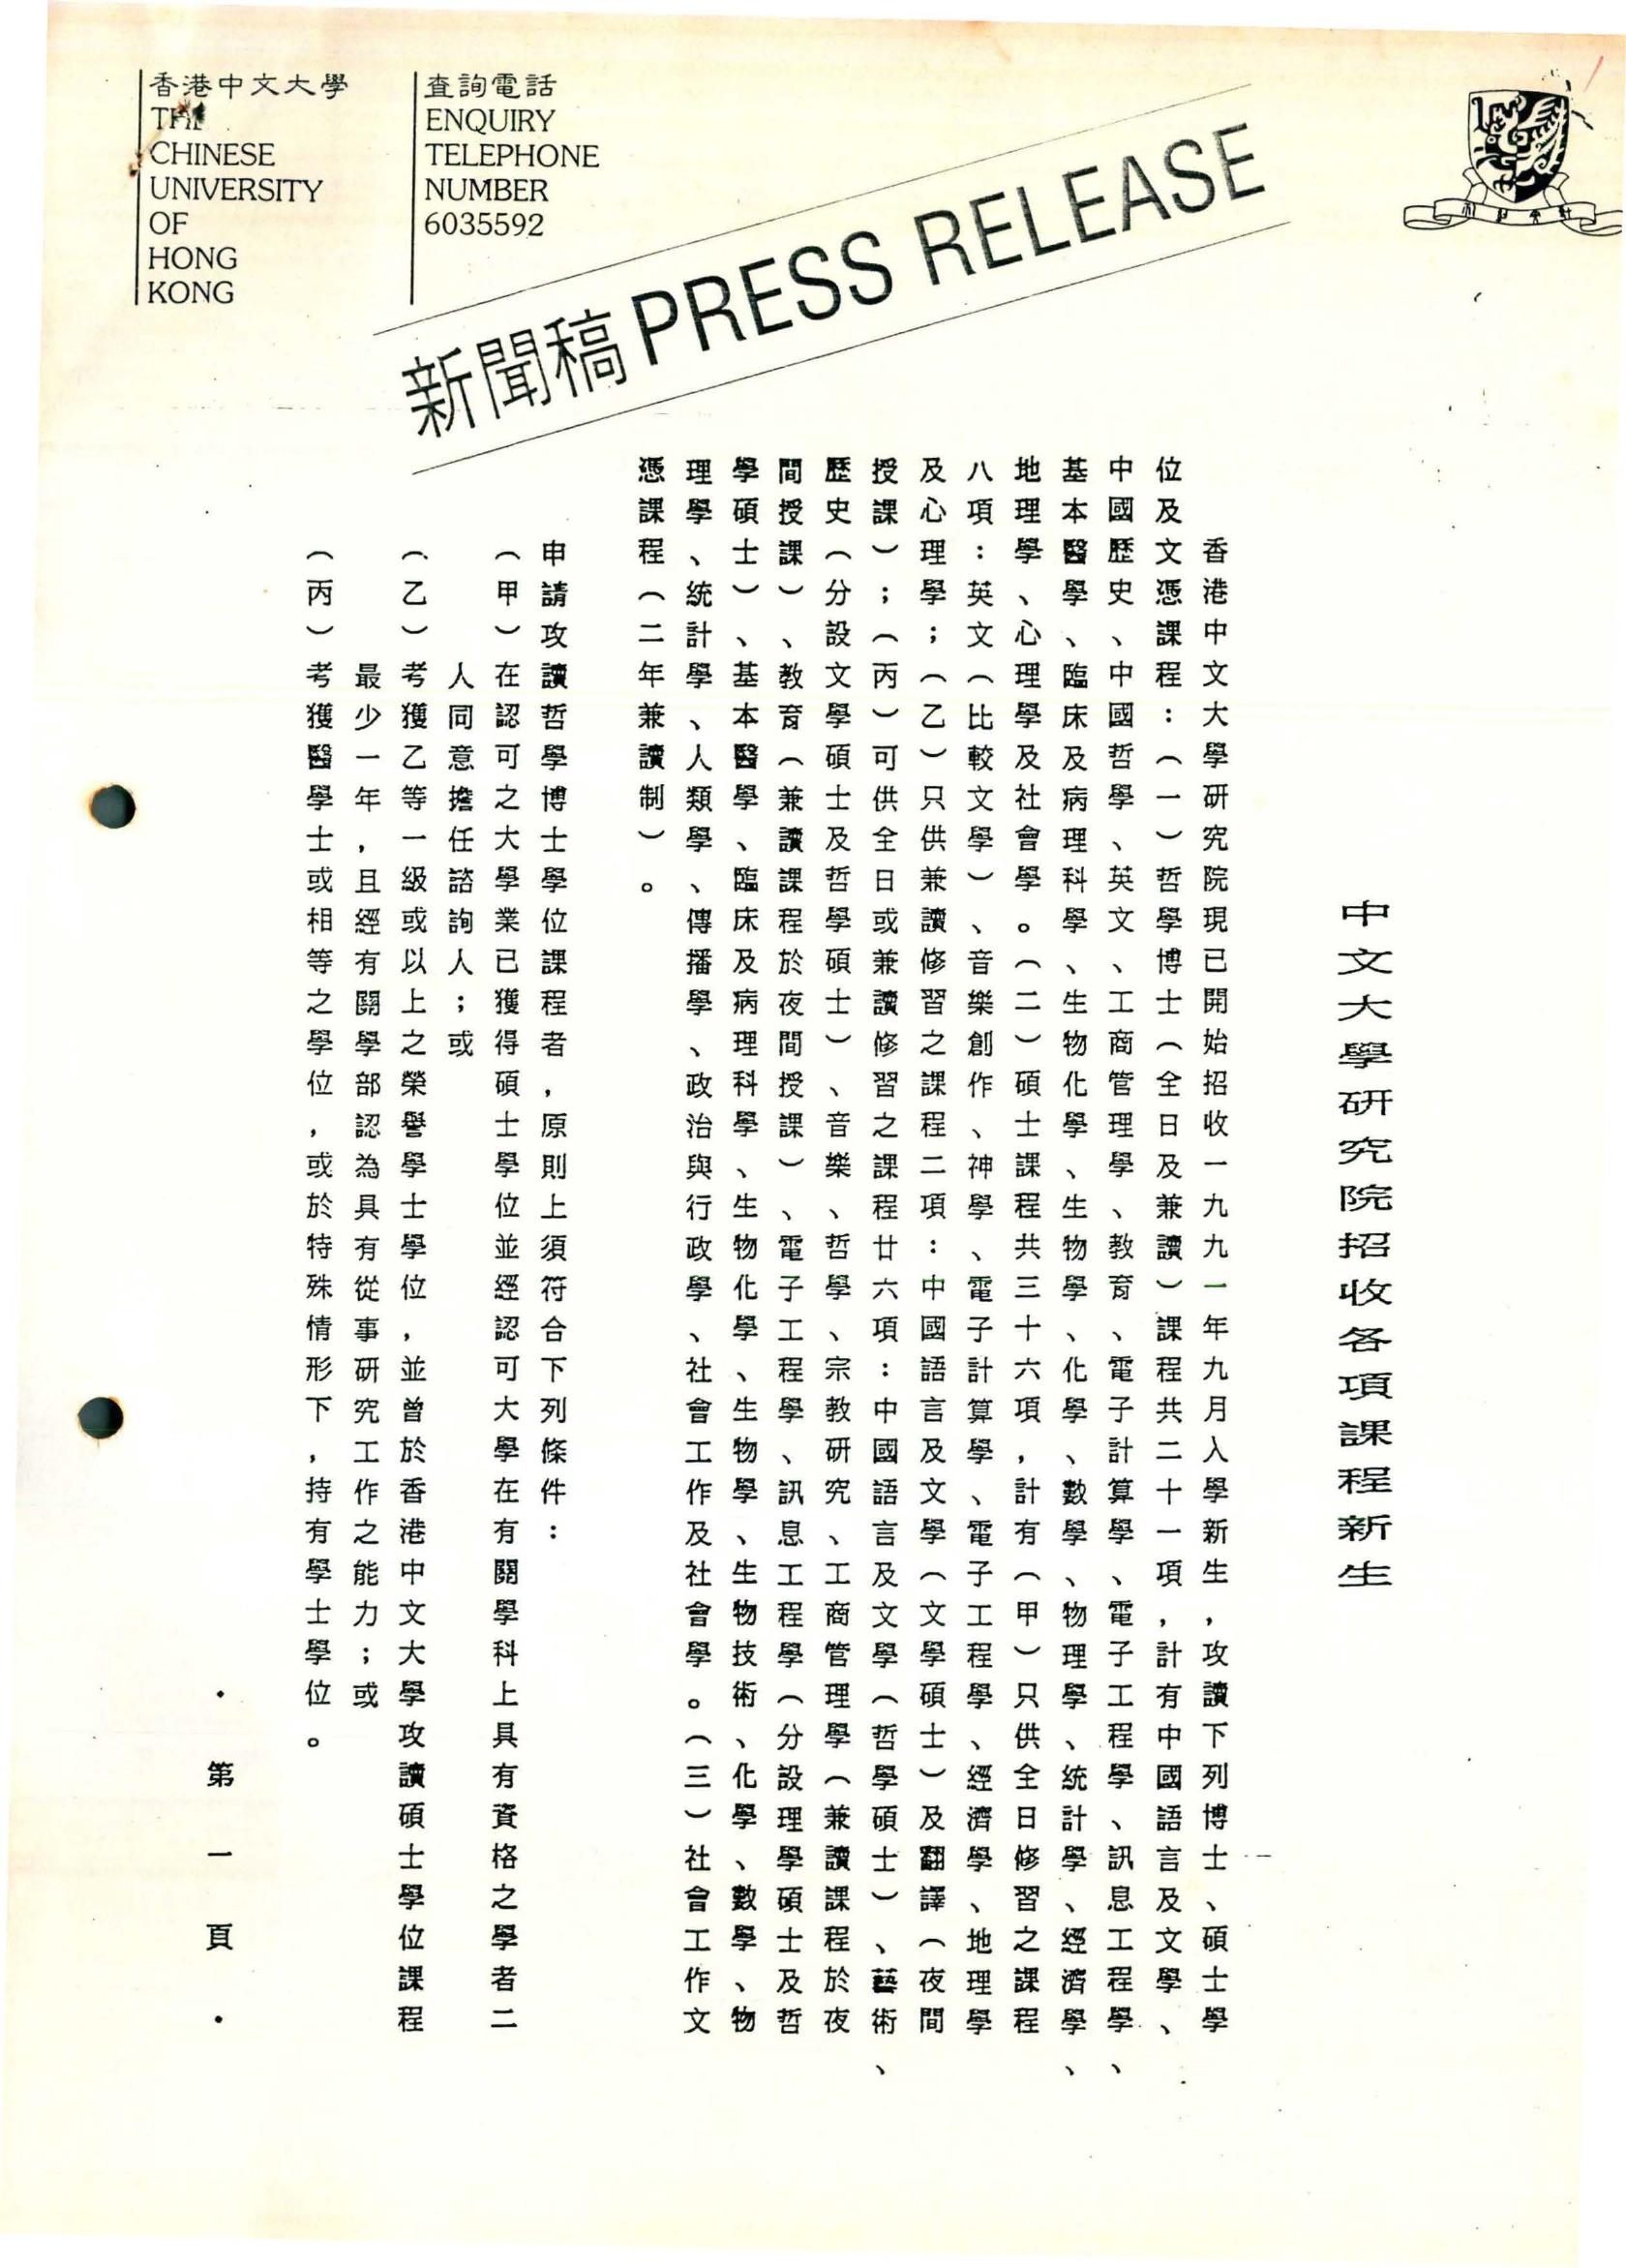 香港中文大學
THE
CHINESE
UNIVERSITY
OF
HONG
KONG
查詢電話
ENQUIRY
TELEPHONE
NUMBER
6035592
新聞稿 PRESS RELEASE
中文大學研究院招收各項課程新生
香港中文大學研究院現已開始招收一九九一年九月入學新生，攻讀下列博士、碩士學
位及文憑課程：（一）哲學博士（全日及兼讀）課程共二十一項，計有中國語言及文學、
中國歷史、中國哲學、英文、工商管理學、教育、電子計算學、電子工程學、訊息工程學、
基本醫學、臨床及病理科學、生物化學、生物學、化學、數學、物理學、統計學、經濟學、
地理學、心理學及社會學。（二）碩士課程共三十六項，計有（甲）只供全日修習之課程
八項：英文（比較文學）、音樂創作、神學、電子計算學、電子工程學、經濟學、地理學
及心理學；（乙）只供兼讀修習之課程二項：中國語言及文學（文學碩士）及翻譯（夜間
授課）；（丙）可供全日或兼讀修習之課程廿六項：中國語言及文學（哲學碩士）、藝術、
歷史（分設文學碩士及哲學碩士）、音樂、哲學、宗教研究、工商管理學（兼讀課程於夜
間授課）、教育（兼讀課程於夜間授課）、電子工程學、訊息工程學（分設理學碩士及哲
學碩士）、基本醫學、臨床及病理科學、生物化學、生物學、生物技術、化學、數學、物
理學、統計學、人類學、傳播學、政治與行政學、社會工作及社會學。（三）社會工作文
憑課程（二年兼讀制）。
申請攻讀哲學博士學位課程者，原則上須符合下列條件：
（甲）在認可之大學業已獲得碩士學位並經認可大學在有關學科上具有資格之學者二
人同意擔任諮詢人；或
（乙）考獲乙等一級或以上之榮譽學士學位，並曾於香港中文大學攻讀碩士學位課程
最少一年，且經有關學部認為具有從事研究工作之能力；或
（丙）考獲醫學士或相等之學位，或於特殊情形下，持有學士學位。
．第一頁．